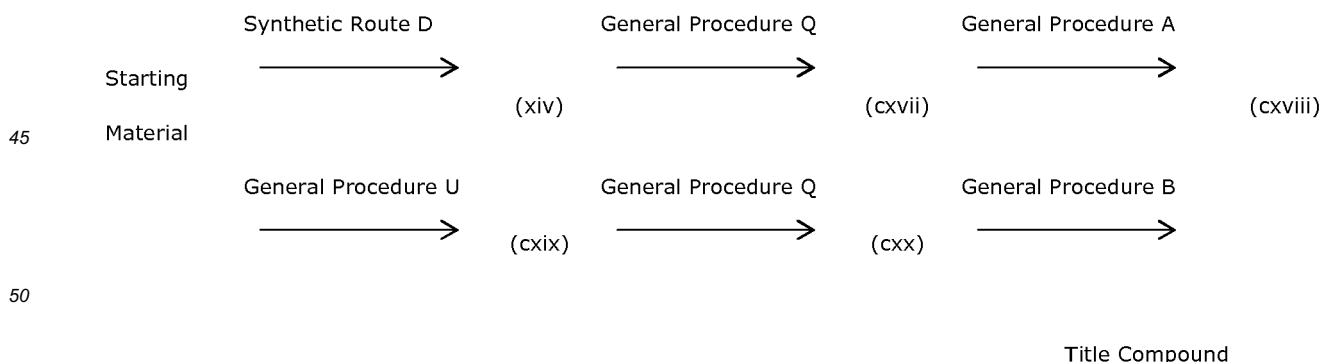 Synthetic Route D General Procedure Q General Procedure A
Starting
(xiv) (cxvii) (cxviii)
45 Material
General Procedure U General Procedure Q General Procedure B
(cxix) (cxx)
50
Title Compound